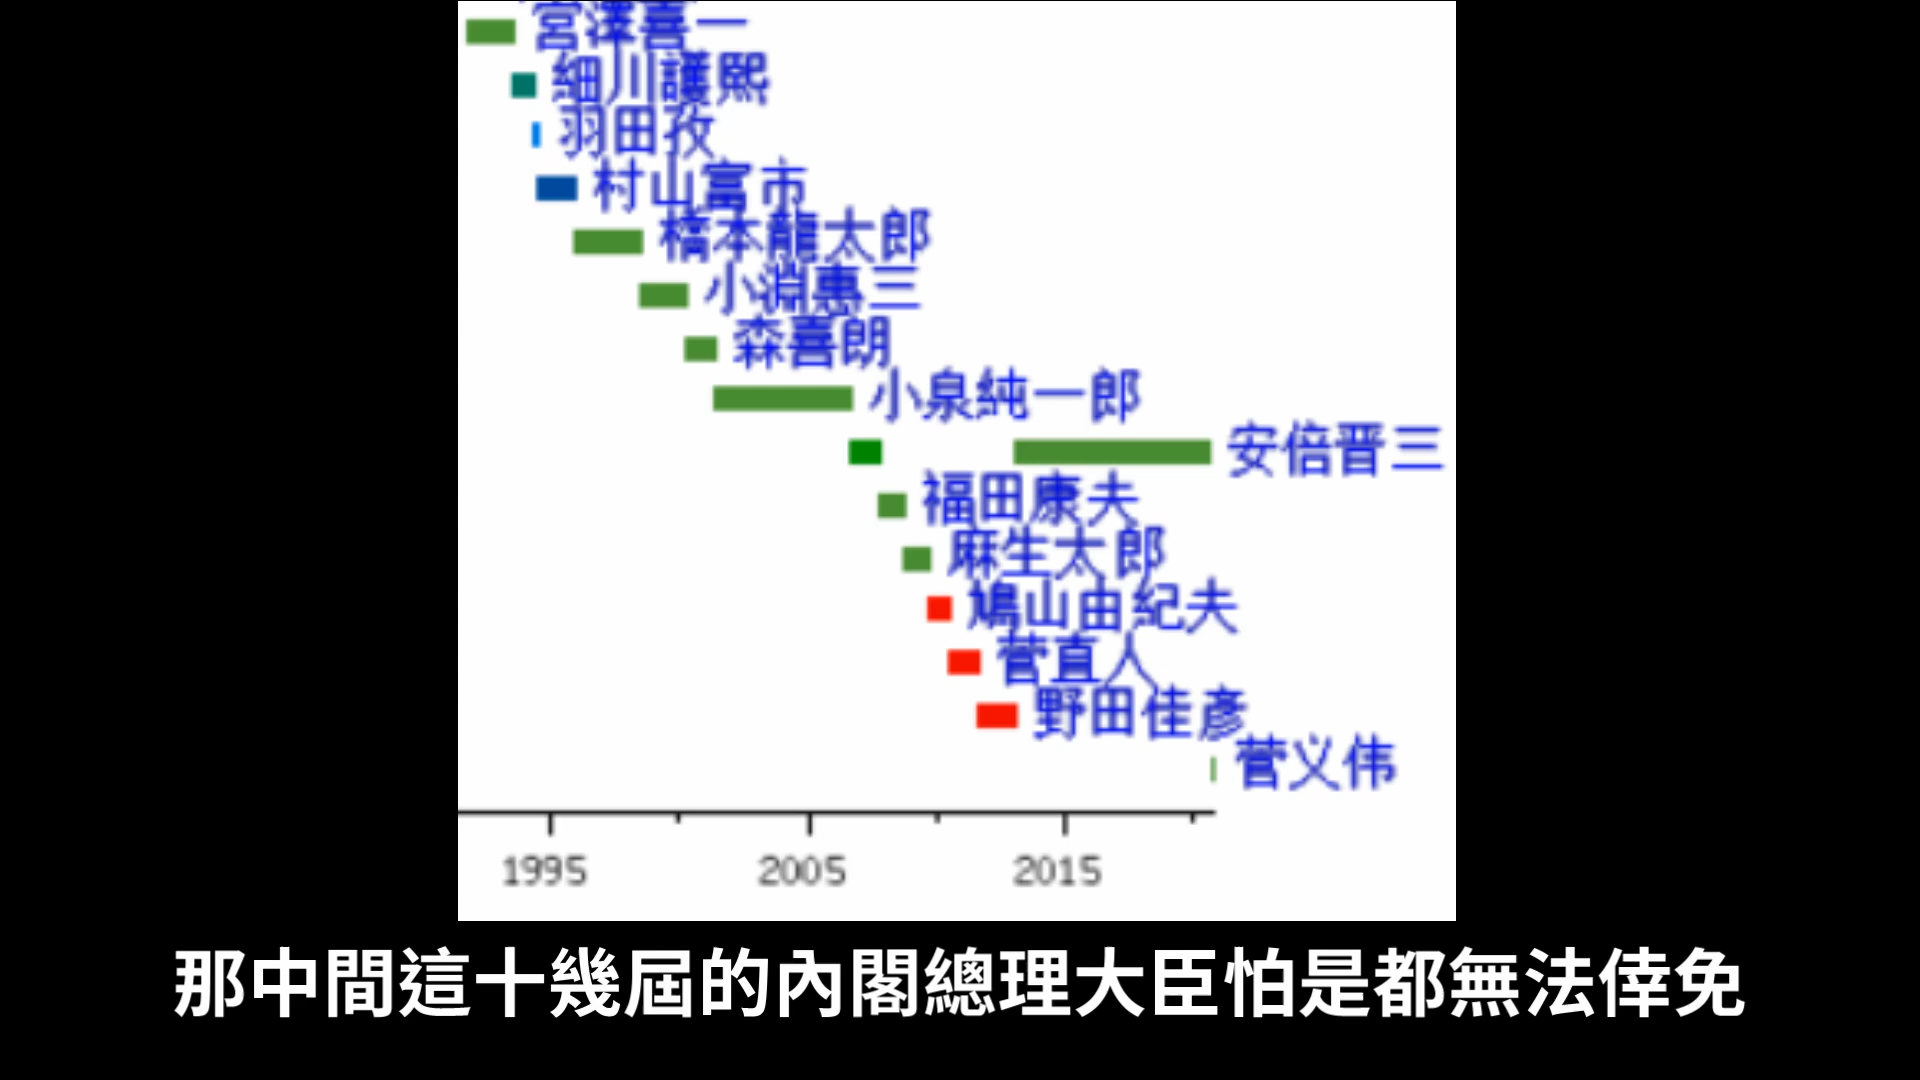 宮澤喜一
細川護熙
羽田孜
村山富市
橋本龍太郎
小淵惠三
森喜朗
小泉純一郎
安倍晋三
福田康夫
麻生太郎
鳩山由紀夫
菅直人
野田佳彥
菅义伟
1995 2005 2015
那中間這十幾屆的內閣總理大臣怕是都無法倖免